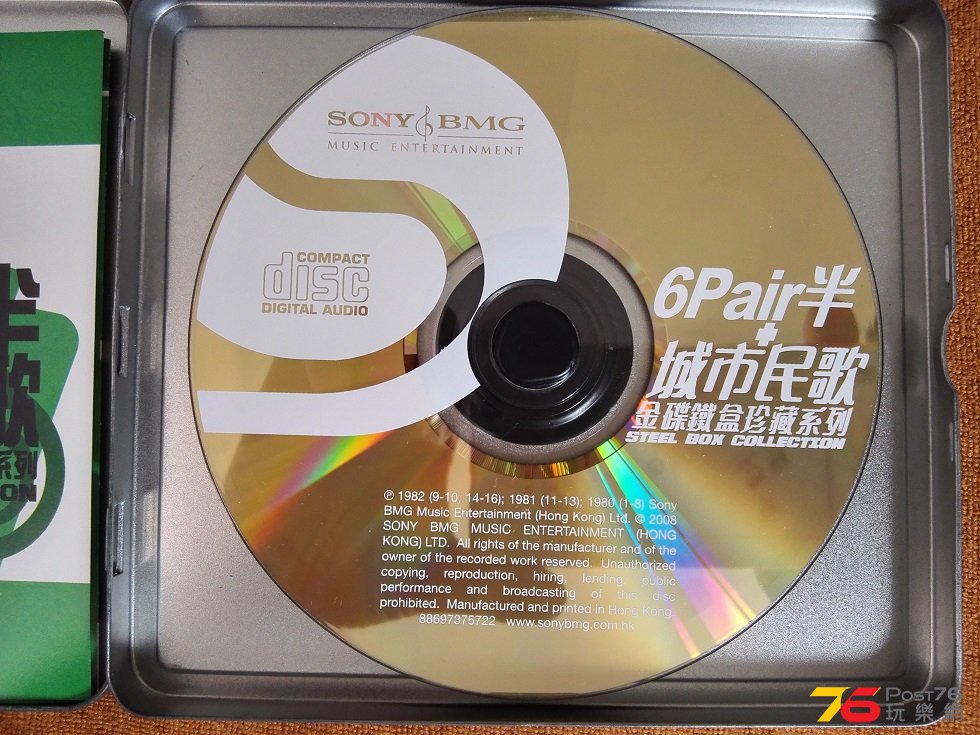 SONY BMG
MUSIC ENTERTAINMENT
COMPACT
disc
DIGITAL AUDIO
6Pair半
+
城市民歌
金碟鐵盒珍藏系列
STEEL BOX COLLECTION
℗ 1982 (9-10, 14-16); 1981 (11-13); 1980 (1-8) Sony
BMG Music Entertainment (Hong Kong) Ltd. © 2008
SONY BMG MUSIC ENTERTAINMENT (HONG
KONG) LTD. All rights of the manufacturer and of the
owner of the recorded work reserved. Unauthorized
copying, reproduction, hiring, lending, public
performance and broadcasting of this disc
prohibited. Manufactured and printed in Hong Kong.
88697375722 www.sonybmg.com.hk
半
歌
系列
ION
76 POST76
玩樂網